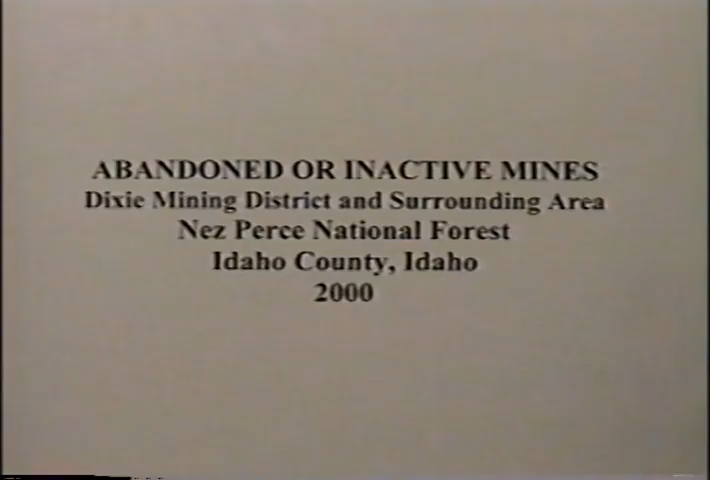 ABANDONED OR INACTIVE MINES
Dixie Mining District and Surrounding Area
Nez Perce National Forest
Idaho County, Idaho
2000